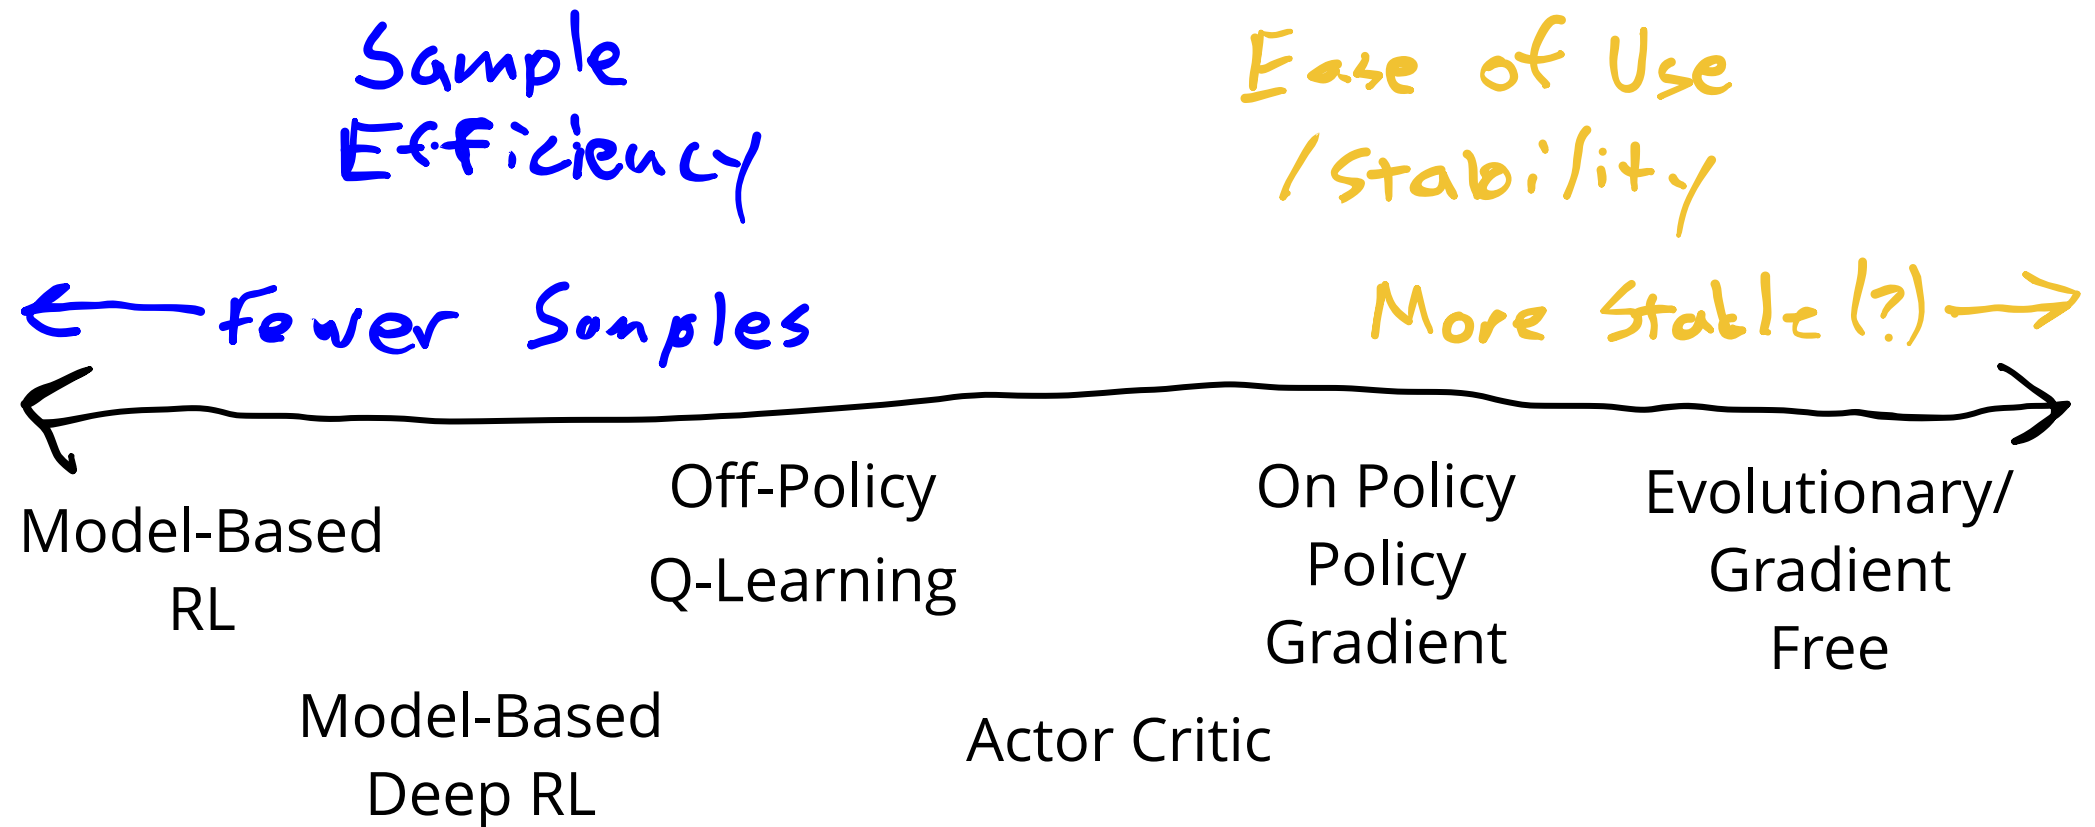 Sample
Efficiency
Ease of Use
/Stability
Fewer Samples
More Stable (?)
Model-Based
RL
Model-Based
Deep RL
Off-Policy
Q-Learning
Actor Critic
On Policy
Policy
Gradient
Evolutionary/
Gradient
Free